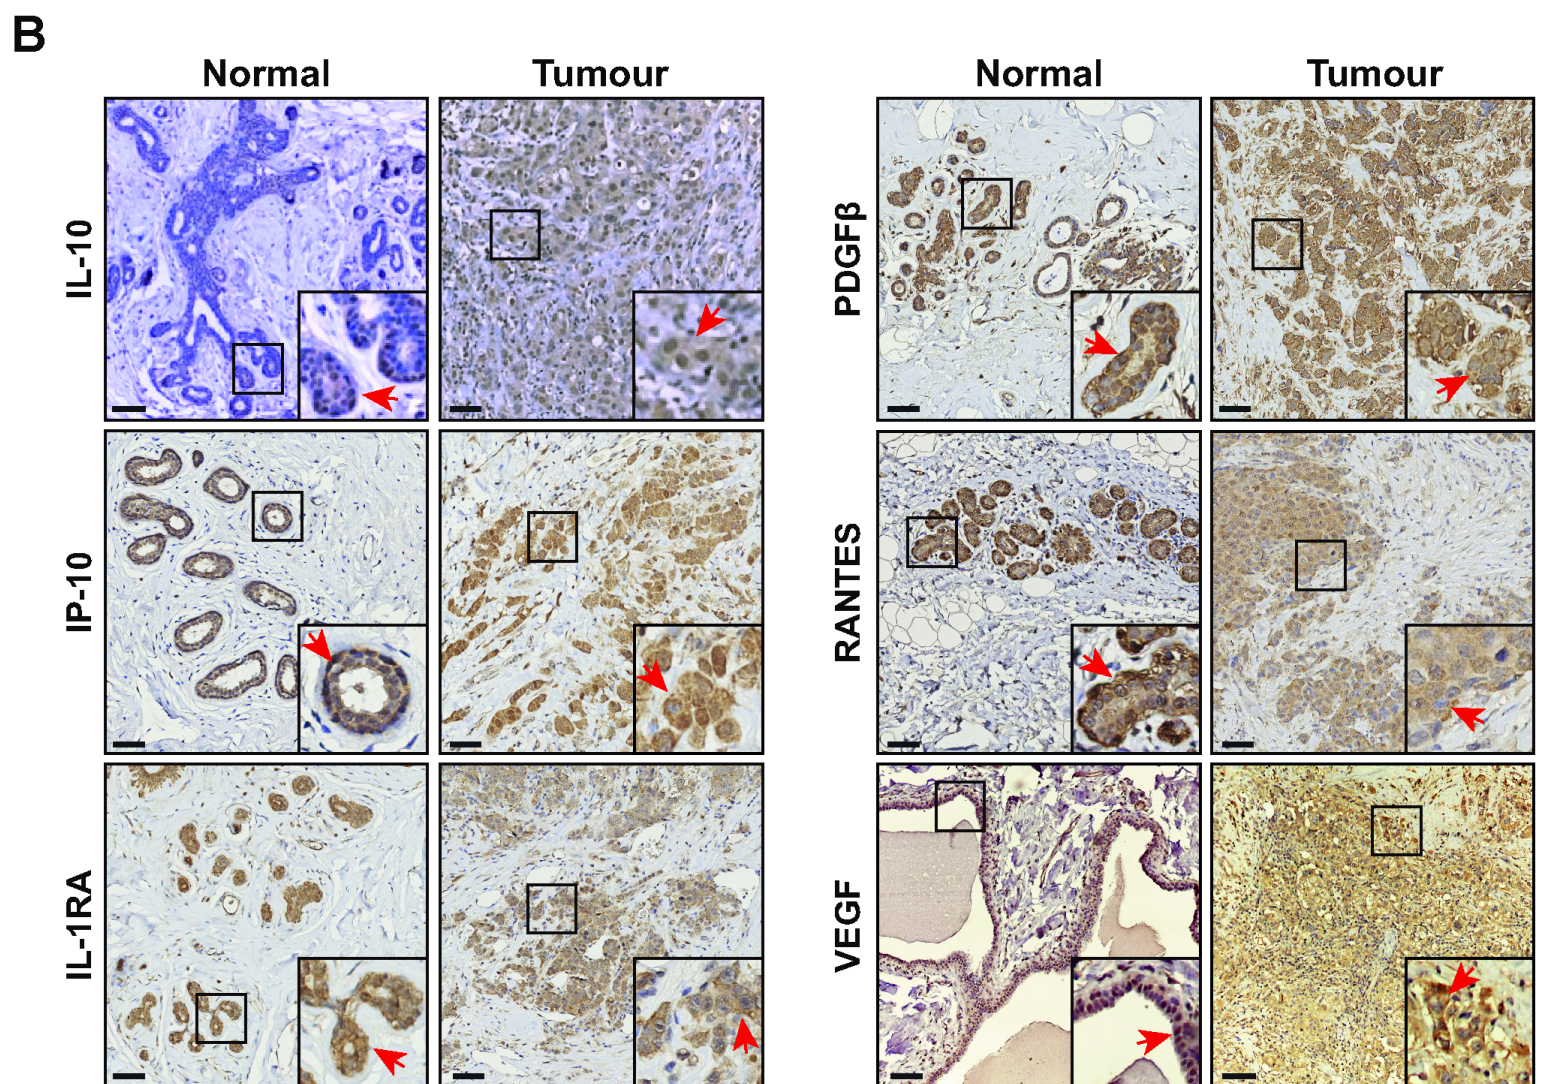 B
Normal Tumour Normal Tumour
IL-10 PDGFβ
IP-10 RANTES
IL-1RA VEGF